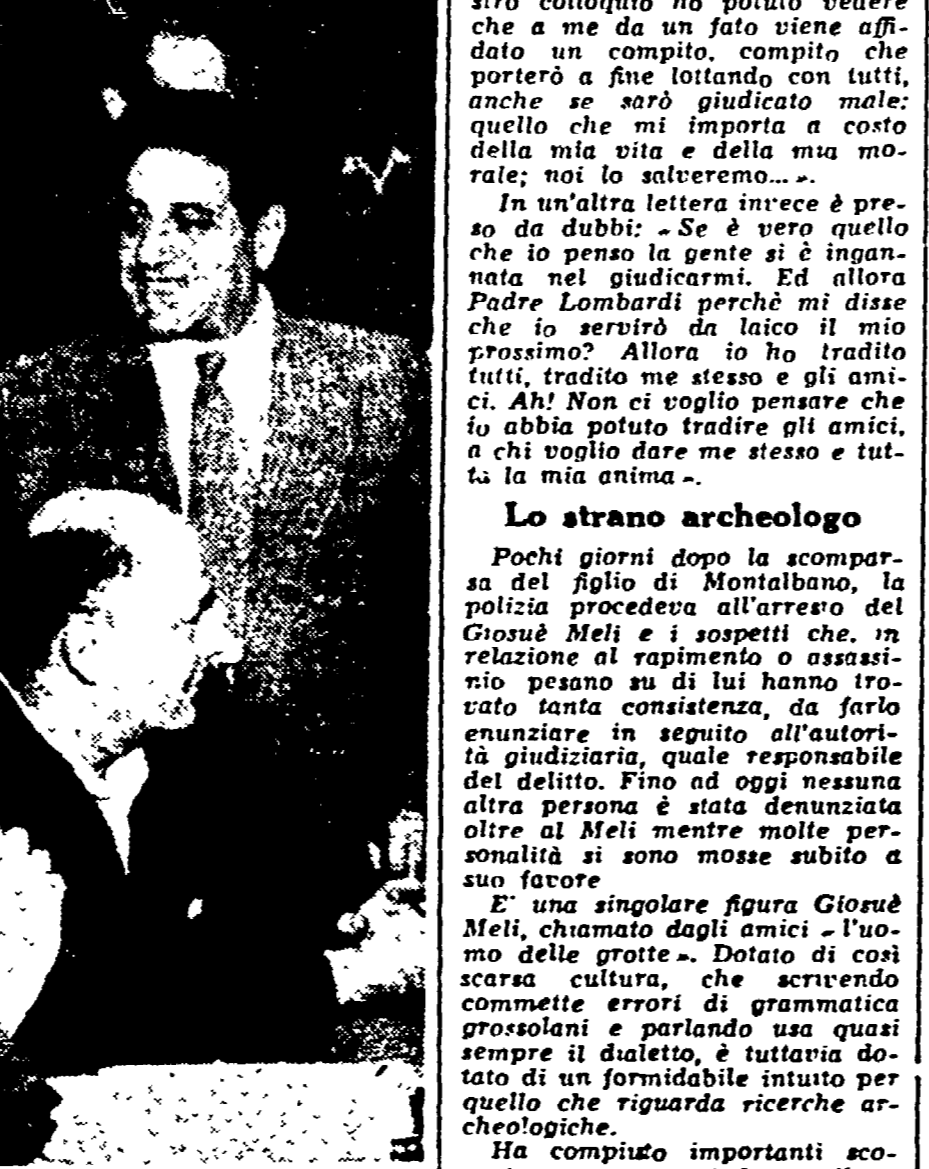 stro colloquio ho potuto vedere
che a me da un fato viene affi-
dato un compito, compito che
porterò a fine lottando con tutti,
anche se sarò giudicato male:
quello che mi importa a costo
della mia vita e della mia mo-
rale; noi lo salveremo... ».
In un'altra lettera invece è pre-
so da dubbi: « Se è vero quello
che io penso la gente si è ingan-
nata nel giudicarmi. Ed allora
Padre Lombardi perchè mi disse
che io servirò da laico il mio
prossimo? Allora io ho tradito
tutti, tradito me stesso e gli ami-
ci. Ah! Non ci voglio pensare che
io abbia potuto tradire gli amici,
a chi voglio dare me stesso e tut-
ta la mia anima ».
Lo strano archeologo
Pochi giorni dopo la scompar-
sa del figlio di Montalbano, la
polizia procedeva all'arresto del
Giosuè Meli e i sospetti che, in
relazione al rapimento o assassi-
nio pesano su di lui hanno tro-
vato tanta consistenza, da farlo
enunziare in seguito all'autori-
tà giudiziaria, quale responsabile
del delitto. Fino ad oggi nessuna
altra persona è stata denunziata
oltre al Meli mentre molte per-
sonalità si sono mosse subito a
suo favore
E' una singolare figura Giosuè
Meli, chiamato dagli amici « l'uo-
mo delle grotte ». Dotato di così
scarsa cultura, che scrivendo
commette errori di grammatica
grossolani e parlando usa quasi
sempre il dialetto, è tuttavia do-
tato di un formidabile intuito per
quello che riguarda ricerche ar-
cheologiche.
Ha compiuto importanti sco-